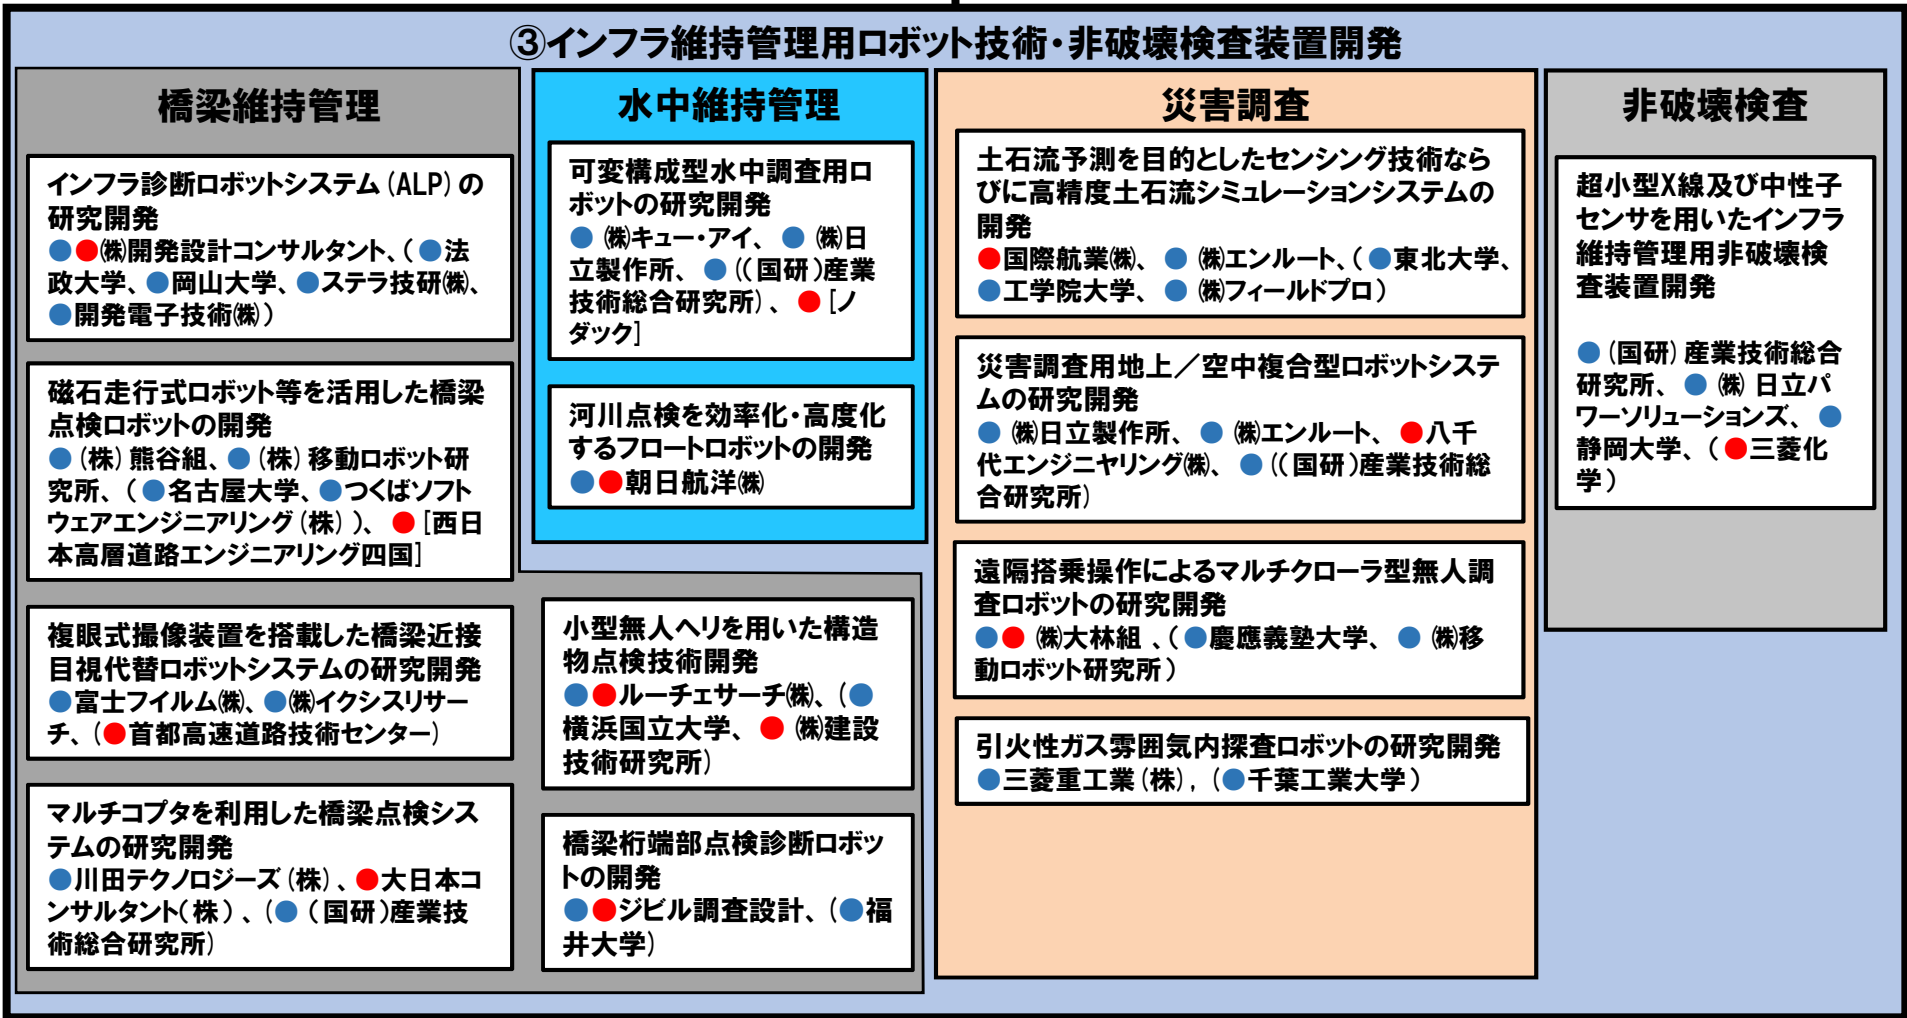 ③インフラ維持管理用ロボット技術・非破壊検査装置開発
橋梁維持管理
インフラ診断ロボットシステム(ALP)の
研究開発
●●㈱開発設計コンサルタント、(●法
政大学、●岡山大学、●ステラ技研㈱、
●開発電子技術㈱)
磁石走行式ロボット等を活用した橋梁
点検ロボットの開発
●(株)熊谷組、●(株)移動ロボット研
究所、(●名古屋大学、●つくばソフト
ウェアエンジニアリング(株))、●[西日
本高層道路エンジニアリング四国]
複眼式撮像装置を搭載した橋梁近接
目視代替ロボットシステムの研究開発
●富士フイルム㈱、●㈱イクシスリサー
チ、(●首都高速道路技術センター)
マルチコプタを利用した橋梁点検シス
テムの研究開発
●川田テクノロジーズ(株)、●大日本コ
ンサルタント(株)、(●(国研)産業技
術総合研究所)
小型無人ヘリを用いた構造
物点検技術開発
●●ルーチェサーチ㈱、(●
横浜国立大学、●㈱建設
技術研究所)
橋梁桁端部点検診断ロボッ
トの開発
●●ジビル調査設計、(●福
井大学)
水中維持管理
可変構成型水中調査用ロ
ボットの研究開発
●㈱キュー・アイ、●㈱日
立製作所、●((国研)産業
技術総合研究所)、●[ノ
ダック]
河川点検を効率化・高度化
するフロートロボットの開発
●●朝日航洋㈱
災害調査
土石流予測を目的としたセンシング技術なら
びに高精度土石流シミュレーションシステムの
開発
●国際航業㈱、●㈱エンルート、(●東北大学、
●工学院大学、●㈱フィールドプロ)
災害調査用地上/空中複合型ロボットシステ
ムの研究開発
●㈱日立製作所、●㈱エンルート、●八千
代エンジニヤリング㈱、●((国研)産業技術総
合研究所)
遠隔搭乗操作によるマルチクローラ型無人調
査ロボットの研究開発
●●㈱大林組、(●慶應義塾大学、●㈱移
動ロボット研究所)
引火性ガス雰囲気内探査ロボットの研究開発
●三菱重工業(株),(●千葉工業大学)
非破壊検査
超小型X線及び中性子
センサを用いたインフラ
維持管理用非破壊検
査装置開発
●(国研)産業技術総合
研究所、●㈱日立パ
ワーソリューションズ、●
静岡大学、(●三菱化
学)